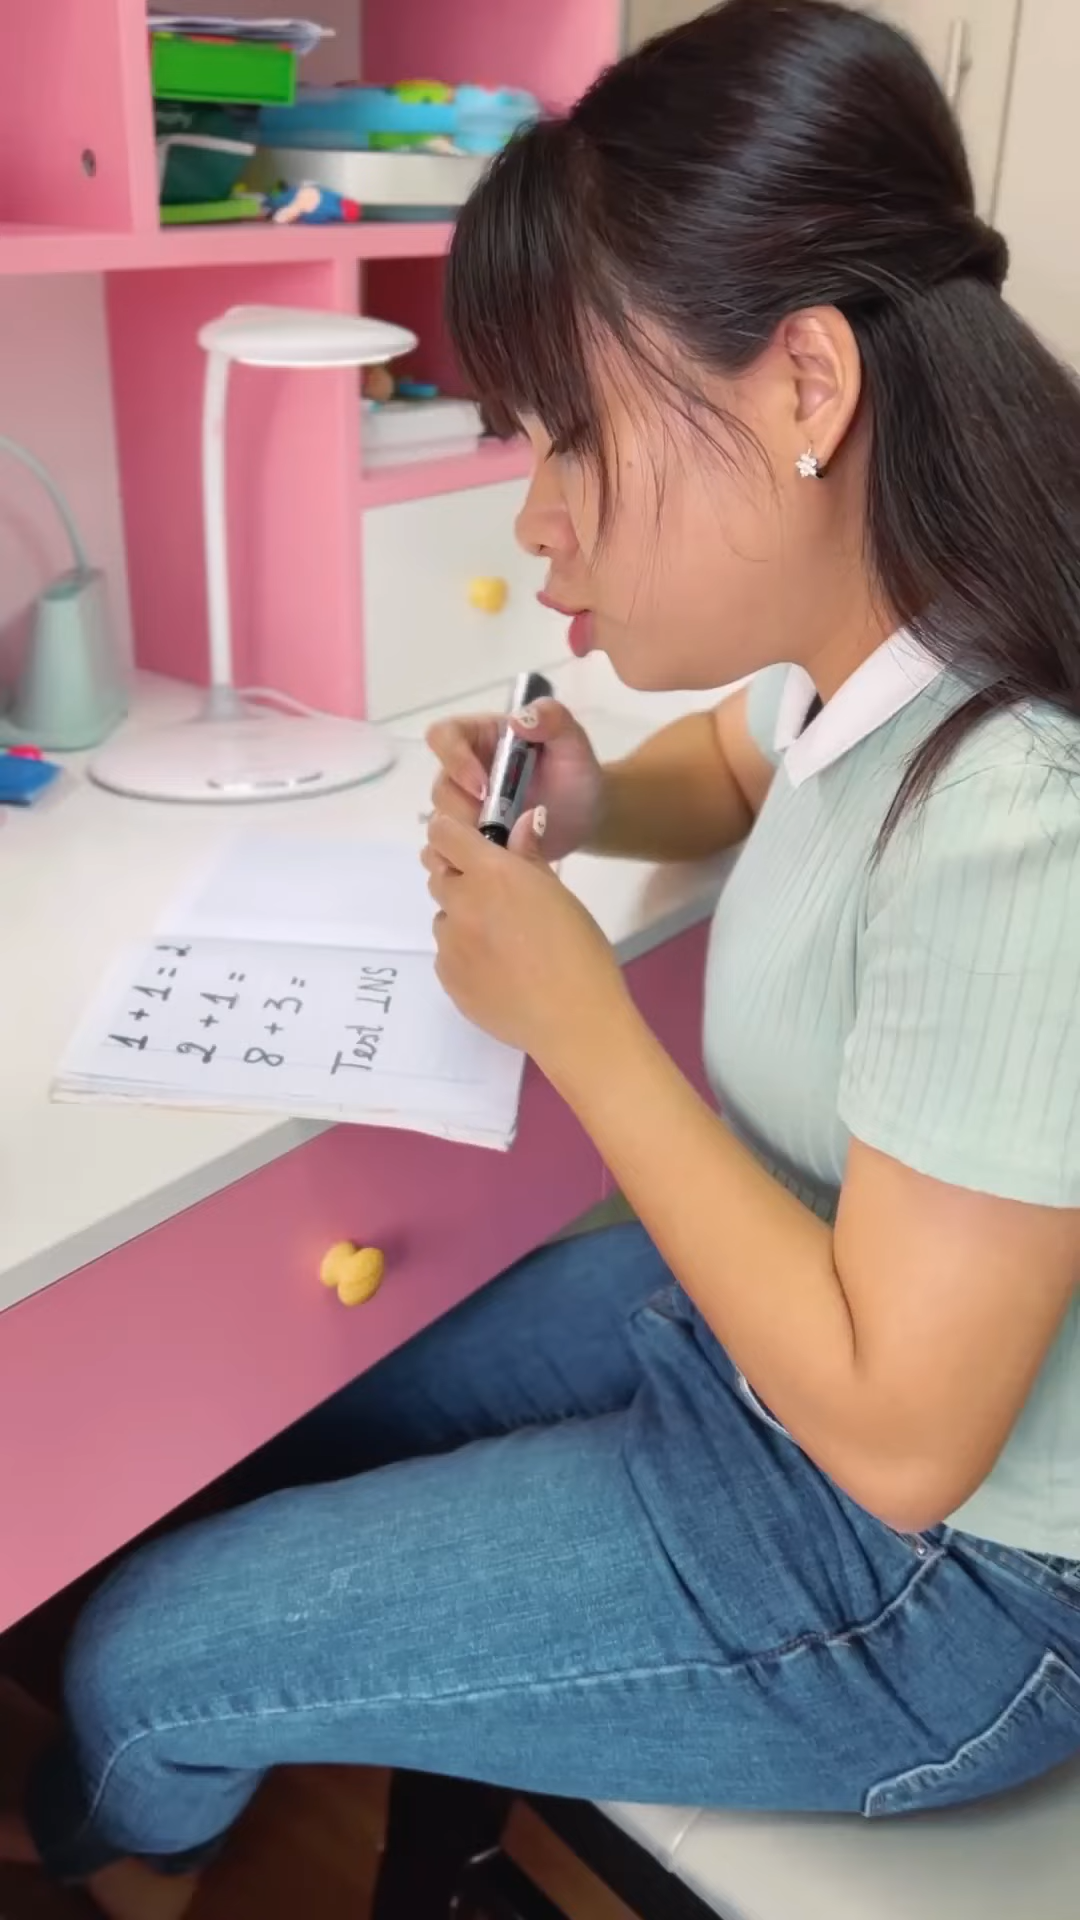 1 + 1 = 2
2 + 1 =
8 + 3 =
Test INS